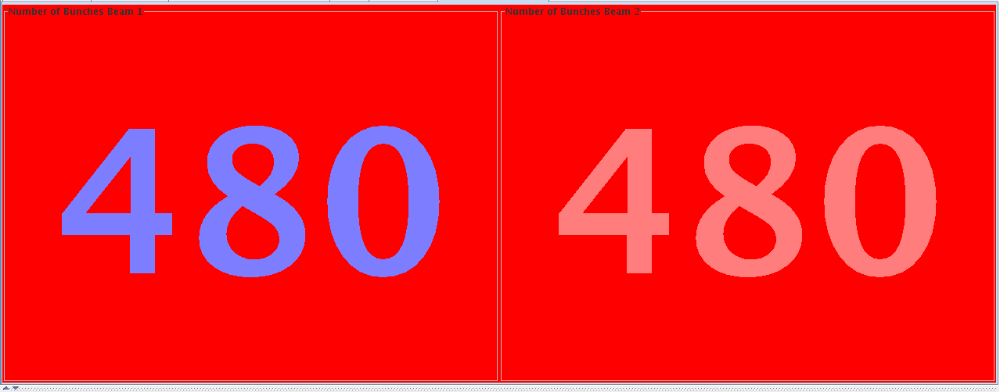 Number of Bunches Beam 1
480
Number of Bunches Beam 2
480